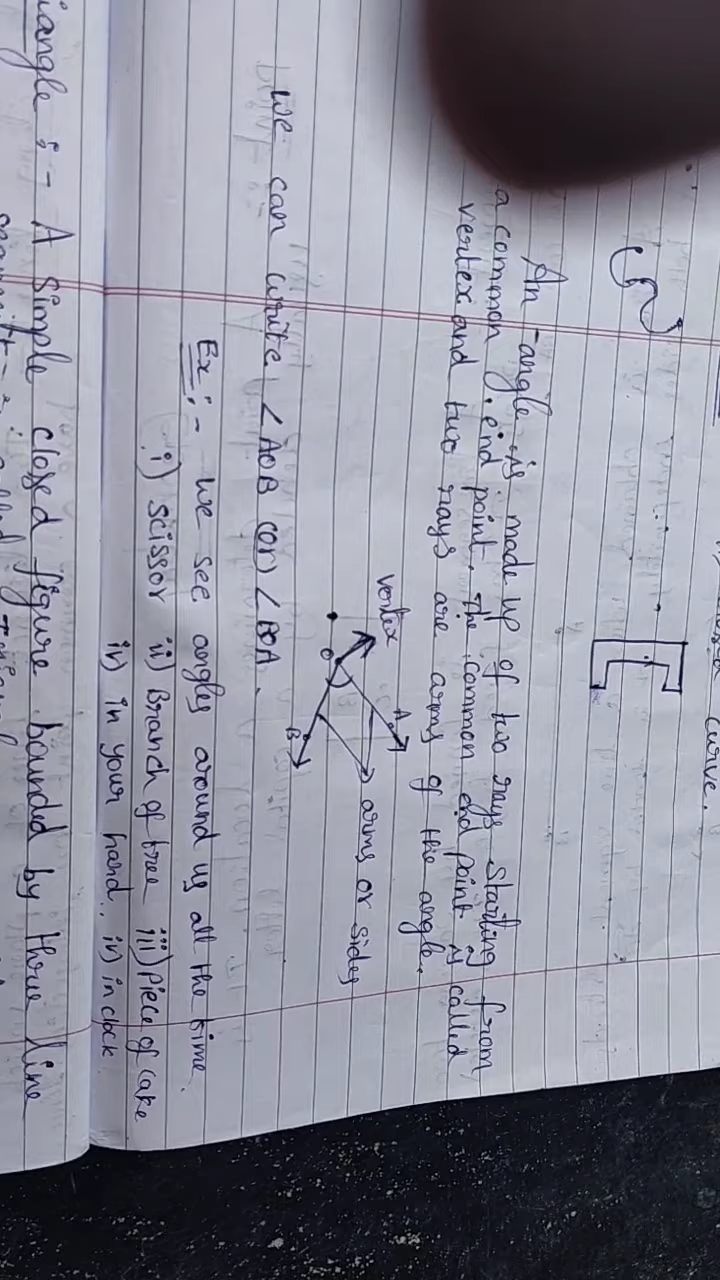 curve.
An angle is made up of two rays starting from
a common end point. The common end point is called
vertex and two rays are arms of the angle.
vertex
A
O
B
arms or sides
we can write ∠AOB (or) ∠BOA.
Ex:- we see angles around us all the time.
i) scissor ii) Branch of tree iii) piece of cake
iv) in your hand, iv) in clock
iangle :- A simple closed figure bounded by three line